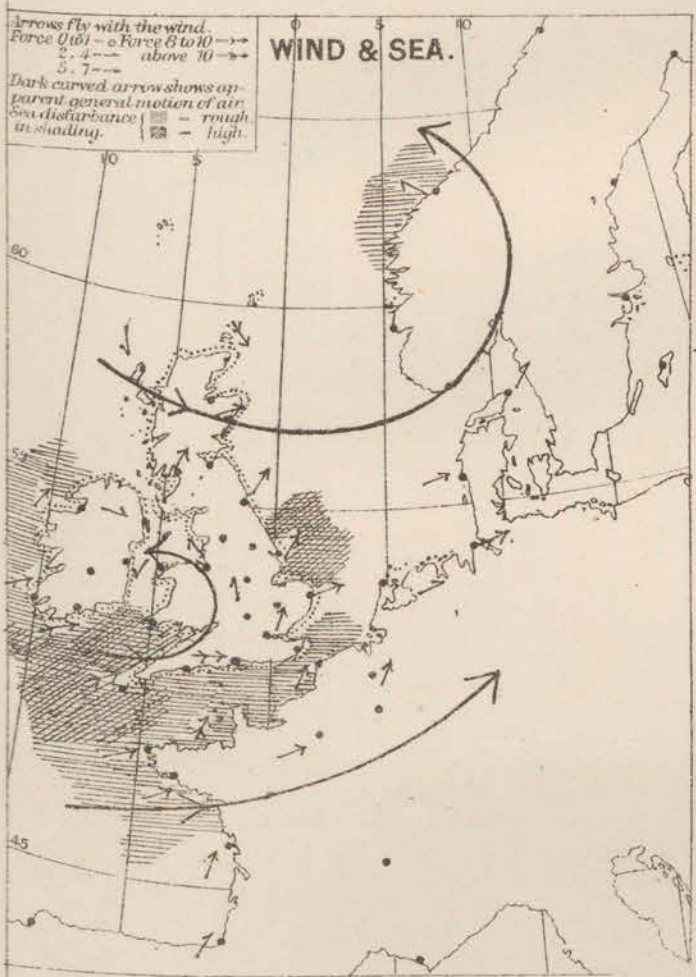 Arrows fly with the wind.
Force 0 to 1 – o Force 8 to 10 –
2 . 4 – above 10 –
5 . 7 –
Dark curved arrow shows ap-
parent general motion of air
Sea disturbance { – rough.
in shading. { – high.
WIND & SEA.
10 5 0 5 10
60
55
45